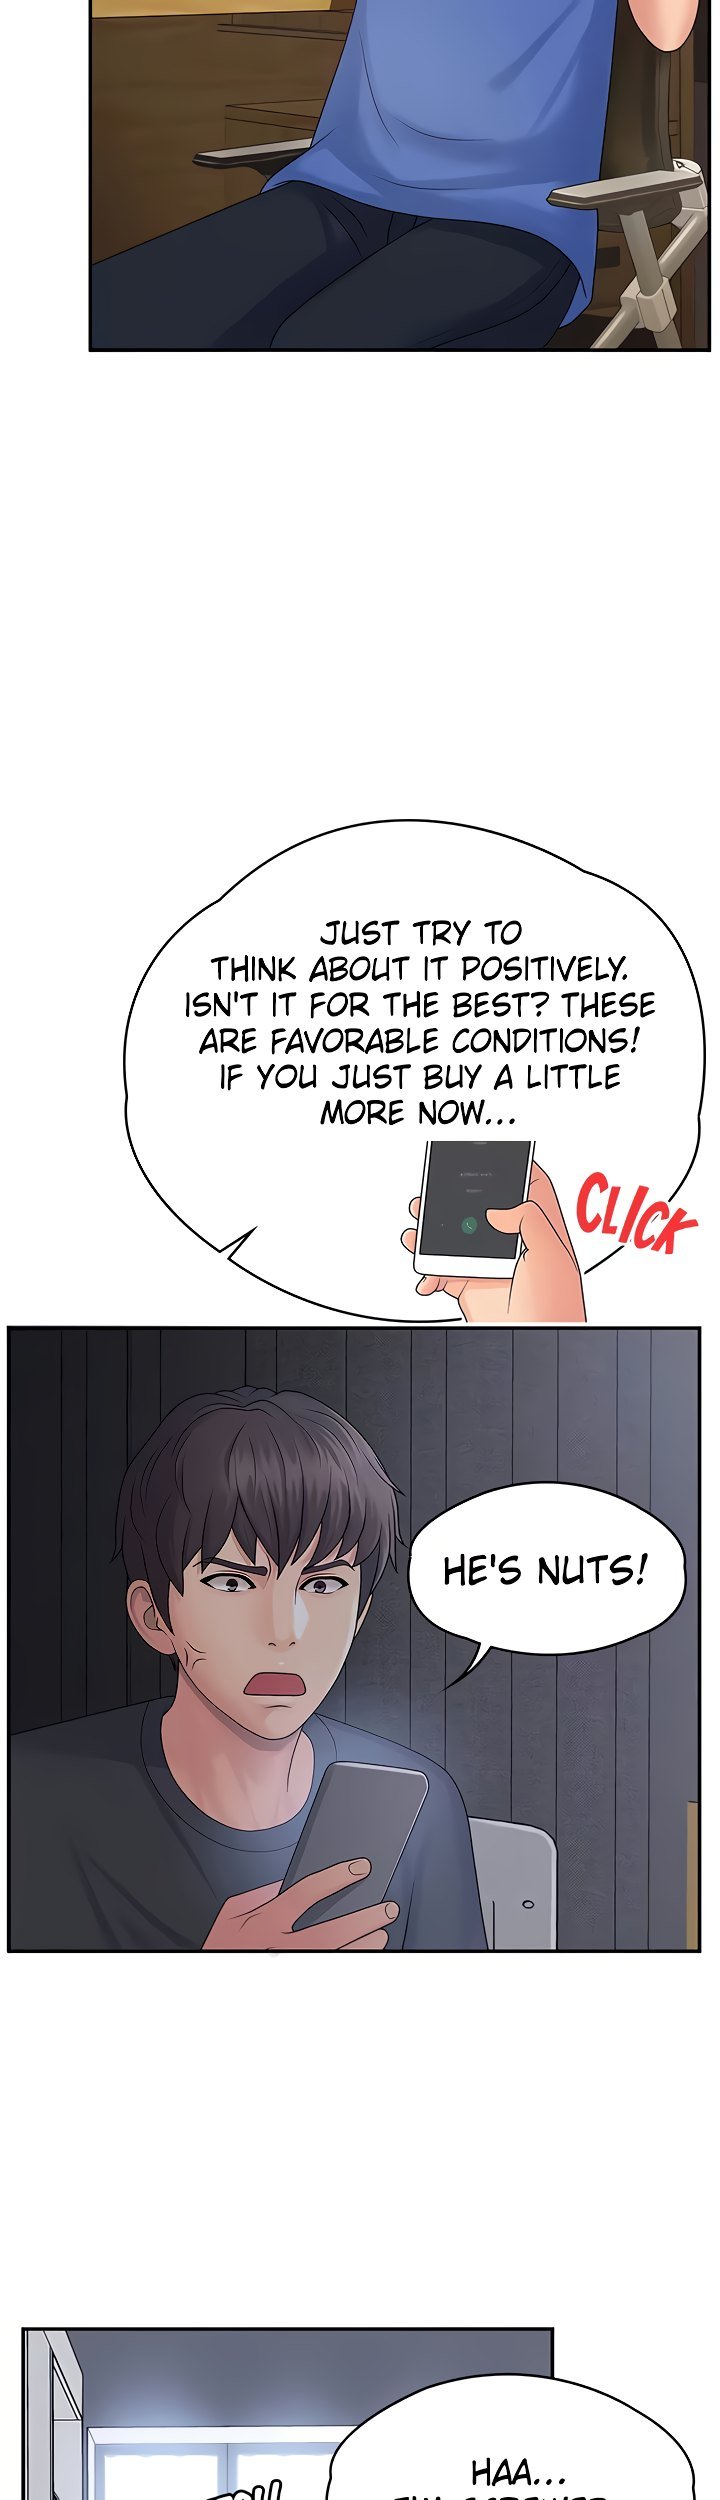 JUST TRY TO
THINK ABOUT IT POSITIVELY.
ISN'T IT FOR THE BEST? THESE
ARE FAVORABLE CONDITIONS!
IF YOU JUST BUY A LITTLE
MORE NOW...
CLICK
HE'S NUTS!
HAA...